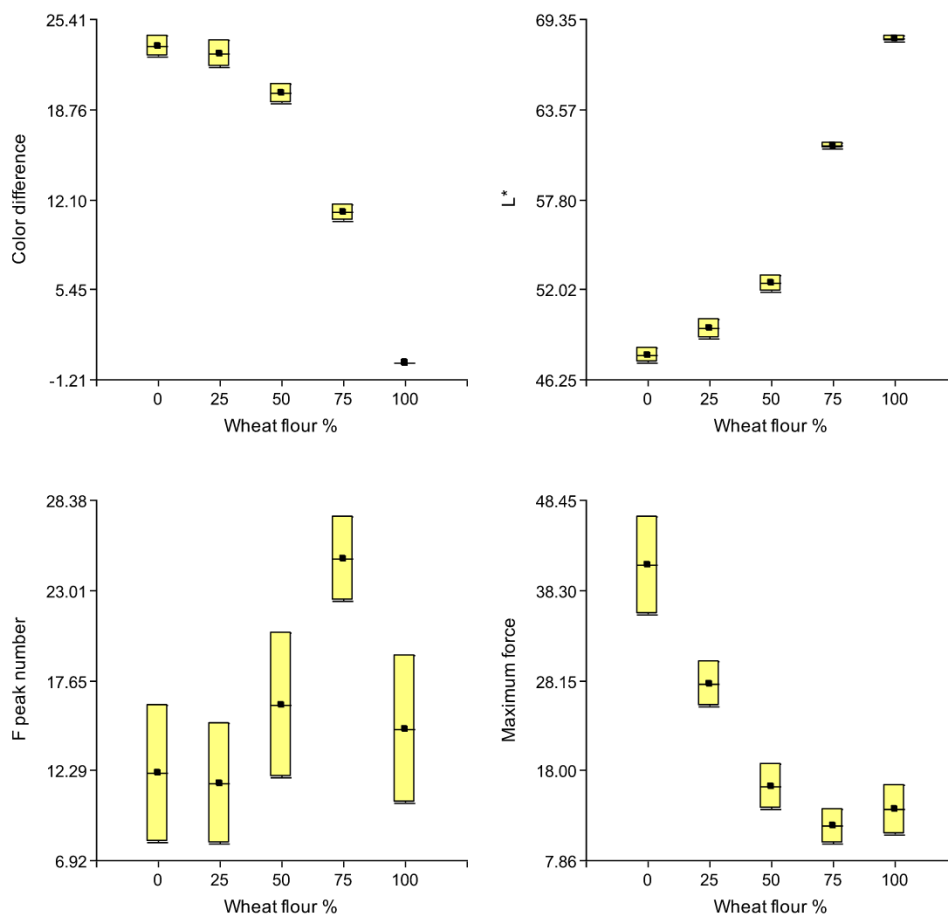 25.41
18.76
12.10
5.45
-1.21
Color difference
0 25 50 75 100
Wheat flour %
69.35
63.57
57.80
52.02
46.25
L*
0 25 50 75 100
Wheat flour %
28.38
23.01
17.65
12.29
6.92
F peak number
0 25 50 75 100
Wheat flour %
48.45
38.30
28.15
18.00
7.86
Maximum force
0 25 50 75 100
Wheat flour %